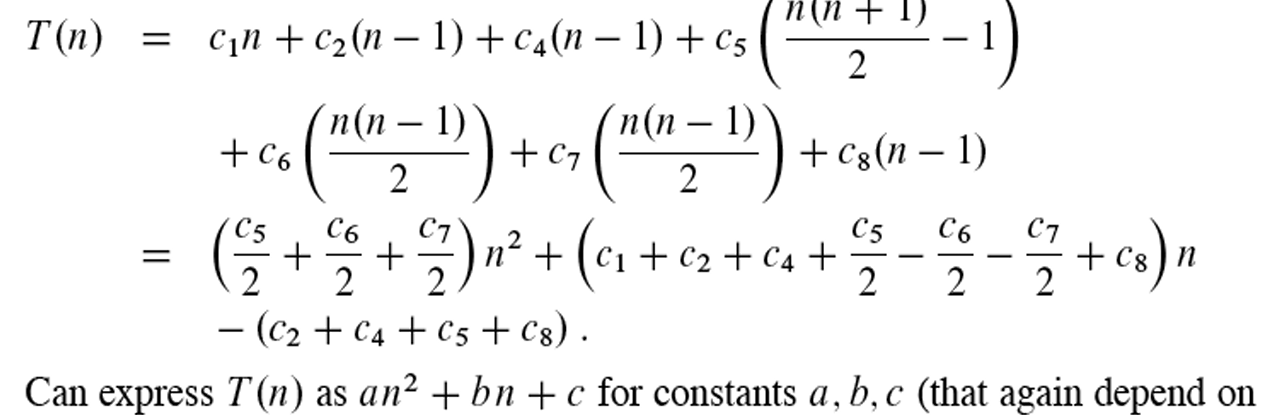 T(n) = c₁n + c₂(n − 1) + c₄(n − 1) + c₅ (n(n + 1)/2 − 1)
+ c₆ (n(n − 1)/2) + c₇ (n(n − 1)/2) + c₈(n − 1)
= (c₅/2 + c₆/2 + c₇/2) n² + (c₁ + c₂ + c₄ + c₅/2 − c₆/2 − c₇/2 + c₈) n
− (c₂ + c₄ + c₅ + c₈) .
Can express T(n) as an² + bn + c for constants a, b, c (that again depend on